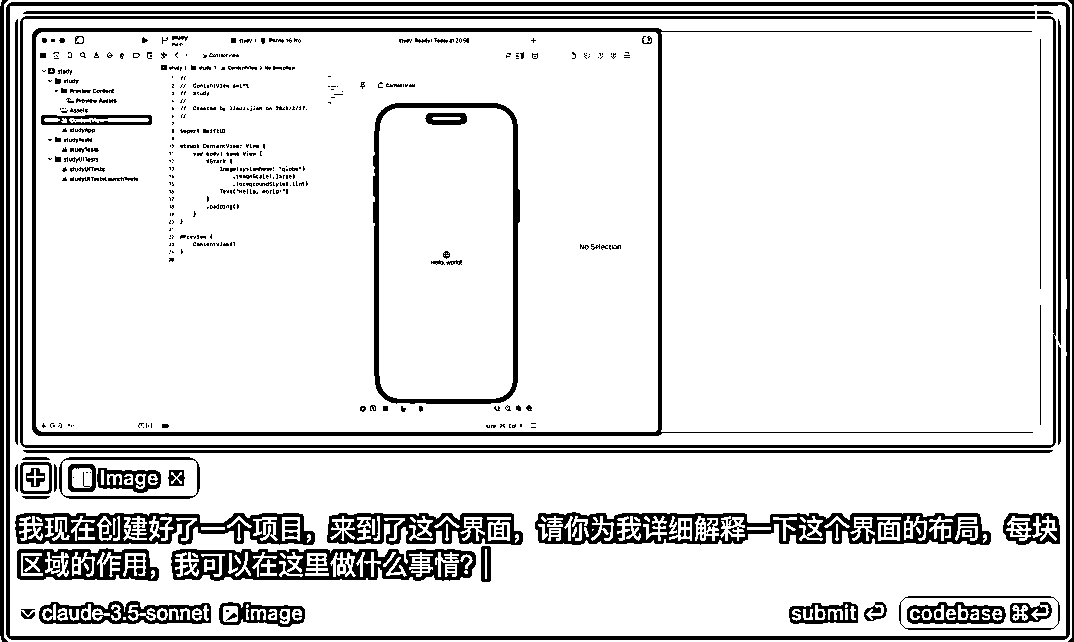 study
main
study
iPhone 16 Pro
study: Ready | Today at 20:58
study
study
Preview Content
Preview Assets
Assets
studyApp
studyTests
studyTests
studyUITests
studyUITests
studyUITestsLaunchTests
study
study
ContentView
No Selection
//
// ContentView.swift
// study
//
//
import SwiftUI
struct ContentView: View {
var body: some View {
VStack {
Image(systemName: "globe")
.imageScale(.large)
.foregroundStyle(.tint)
Text("Hello, world!")
}
.padding()
}
}
#Preview {
ContentView()
}
ContentView
Hello, world!
No Selection
Image
我现在创建好了一个项目，来到了这个界面，请你为我详细解释一下这个界面的布局，每块
区域的作用，我可以在这里做什么事情？
claude-3.5-sonnet image
submit codebase ⌘